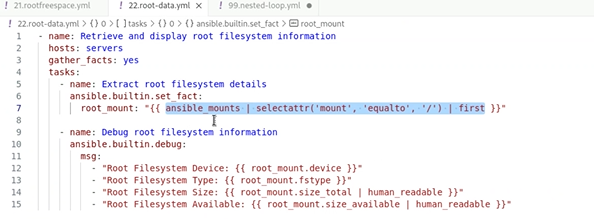 21.rootfreespace.yml 22.root-data.yml × 99.nested-loop.yml ●
22.root-data.yml > {} 0 > [ ] tasks > {} 0 > {} ansible.builtin.set_fact > root_mount
1 - name: Retrieve and display root filesystem information
2 hosts: servers
3 gather_facts: yes
4 tasks:
5 - name: Extract root filesystem details
6 ansible.builtin.set_fact:
7 root_mount: "{{ ansible_mounts | selectattr('mount', 'equalto', '/') | first }}"
8
9 - name: Debug root filesystem information
10 ansible.builtin.debug:
11 msg:
12 - "Root Filesystem Device: {{ root_mount.device }}"
13 - "Root Filesystem Type: {{ root_mount.fstype }}"
14 - "Root Filesystem Size: {{ root_mount.size_total | human_readable }}"
15 - "Root Filesystem Available: {{ root_mount.size_available | human_readable }}"